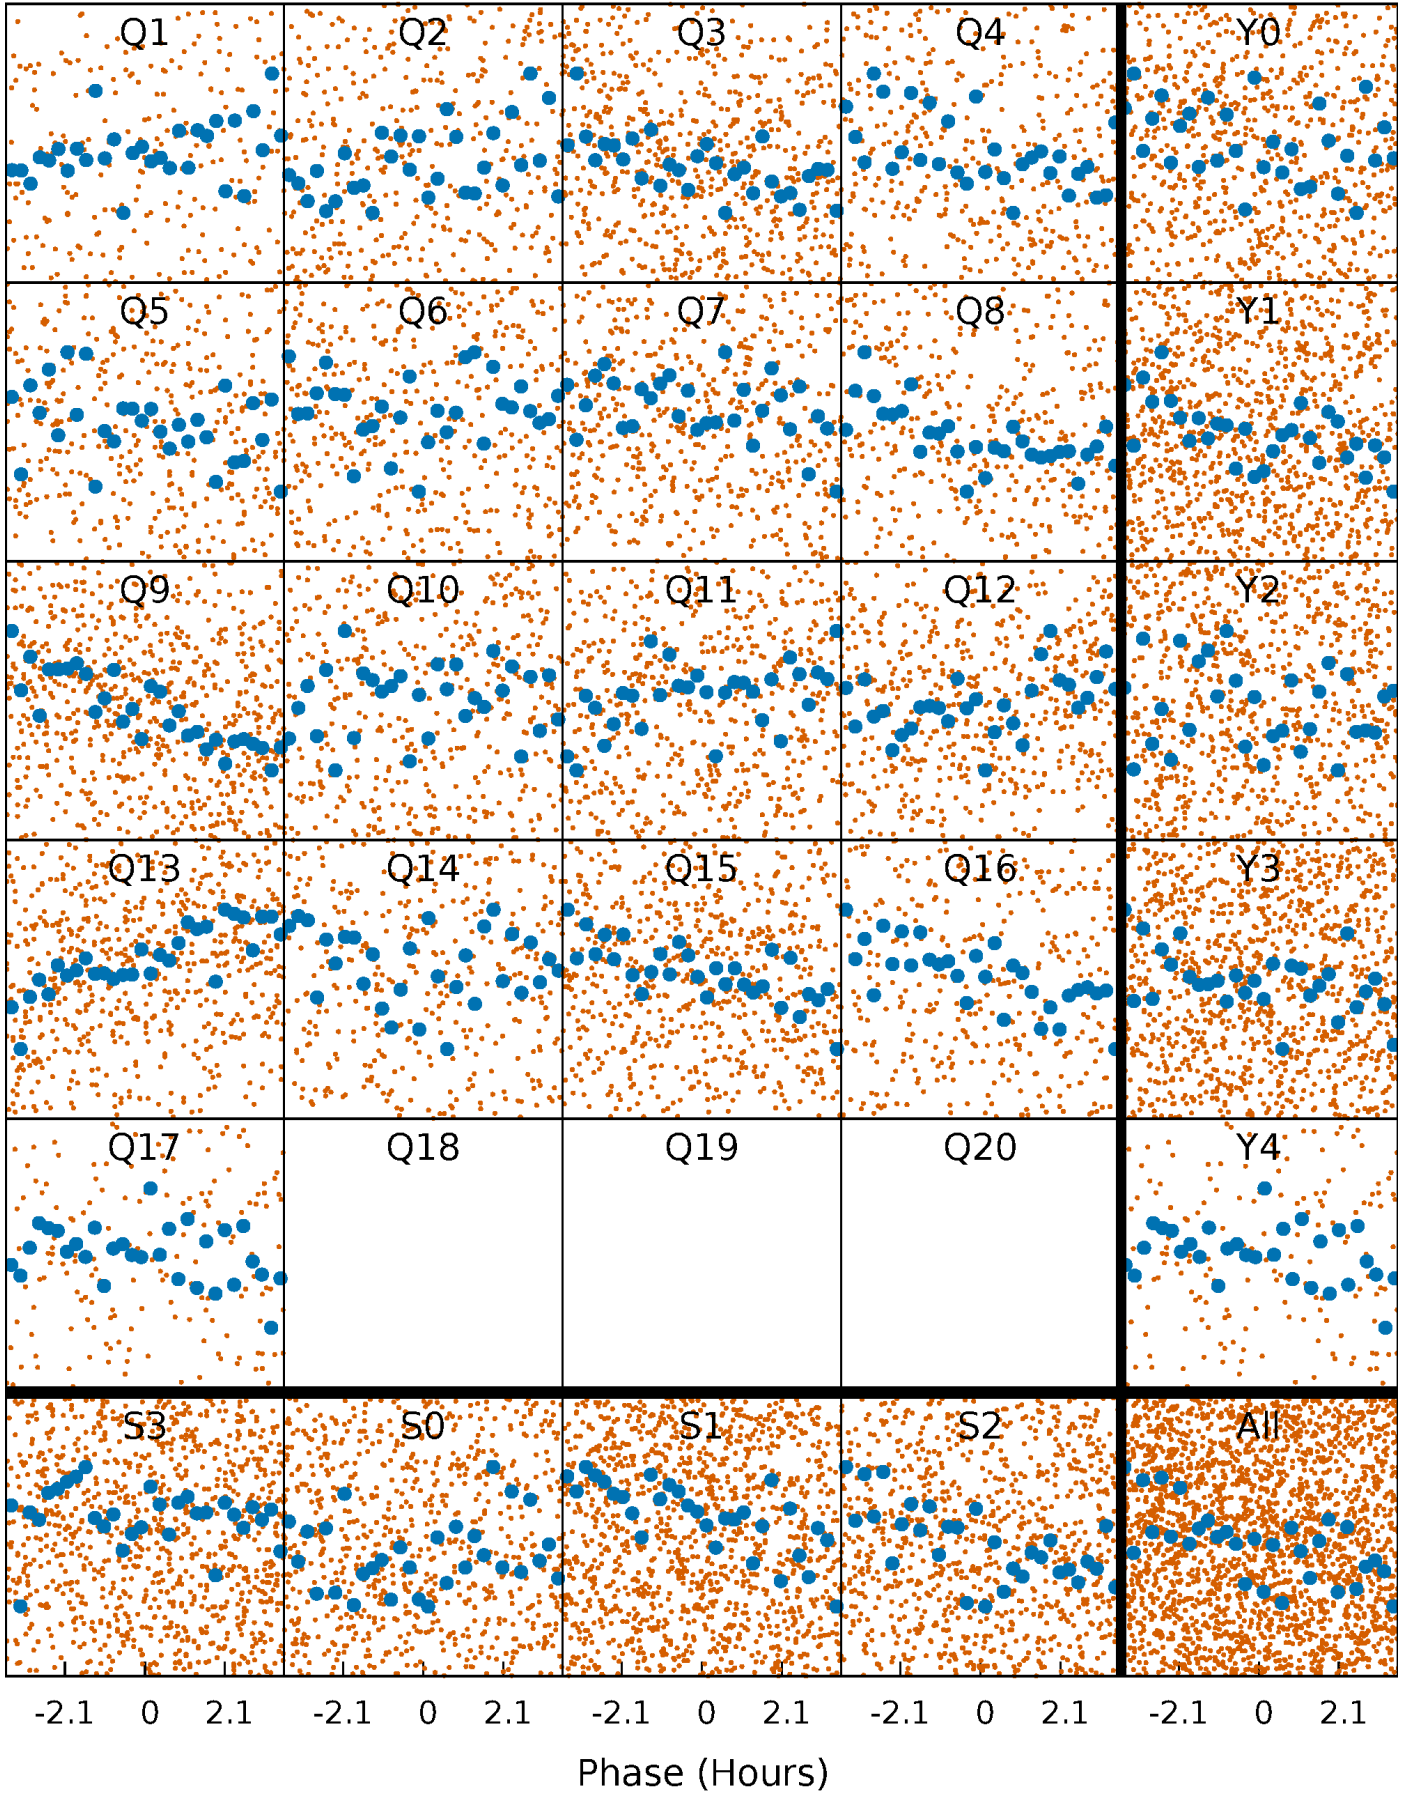 Q1 Q2 Q3 Q4 Y0
Q5 Q6 Q7 Q8 Y1
Q9 Q10 Q11 Q12 Y2
Q13 Q14 Q15 Q16 Y3
Q17 Q18 Q19 Q20 Y4
S3 S0 S1 S2 All
-2.1 0 2.1 -2.1 0 2.1 -2.1 0 2.1 -2.1 0 2.1 -2.1 0 2.1
Phase (Hours)